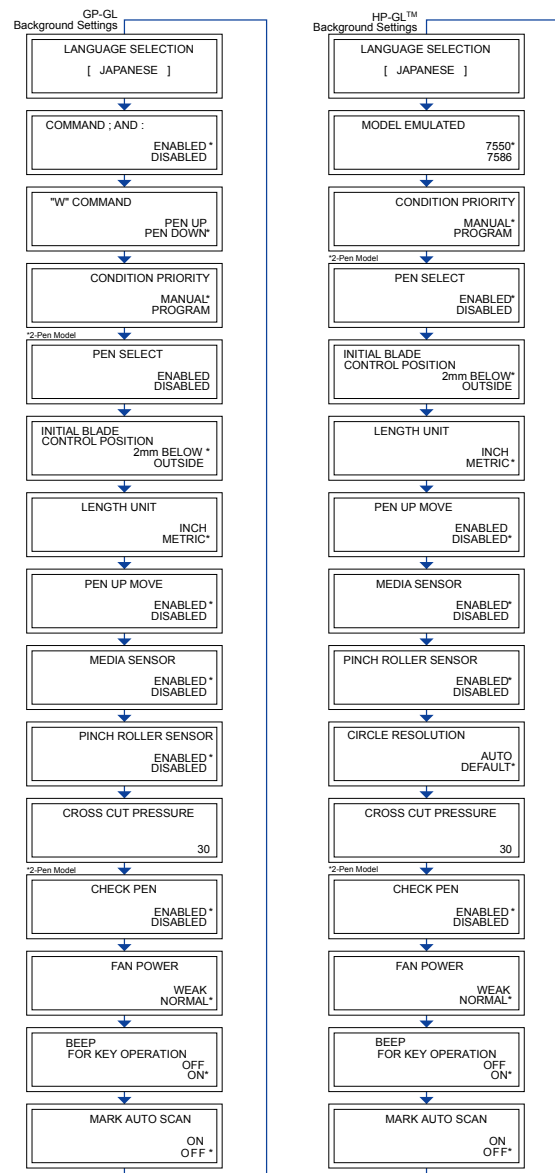 GP-GL
Background Settings
LANGUAGE SELECTION
[ JAPANESE ]
COMMAND ; AND :
ENABLED *
DISABLED
"W" COMMAND
PEN UP
PEN DOWN*
CONDITION PRIORITY
MANUAL*
PROGRAM
*2-Pen Model
PEN SELECT
ENABLED
DISABLED
INITIAL BLADE
CONTROL POSITION
2mm BELOW *
OUTSIDE
LENGTH UNIT
INCH
METRIC*
PEN UP MOVE
ENABLED *
DISABLED
MEDIA SENSOR
ENABLED *
DISABLED
PINCH ROLLER SENSOR
ENABLED *
DISABLED
CROSS CUT PRESSURE
30
*2-Pen Model
CHECK PEN
ENABLED *
DISABLED
FAN POWER
WEAK
NORMAL*
BEEP
FOR KEY OPERATION
OFF
ON*
MARK AUTO SCAN
ON
OFF *
HP-GL™
Background Settings
LANGUAGE SELECTION
[ JAPANESE ]
MODEL EMULATED
7550*
7586
CONDITION PRIORITY
MANUAL*
PROGRAM
*2-Pen Model
PEN SELECT
ENABLED*
DISABLED
INITIAL BLADE
CONTROL POSITION
2mm BELOW*
OUTSIDE
LENGTH UNIT
INCH
METRIC *
PEN UP MOVE
ENABLED
DISABLED*
MEDIA SENSOR
ENABLED*
DISABLED
PINCH ROLLER SENSOR
ENABLED*
DISABLED
CIRCLE RESOLUTION
AUTO
DEFAULT*
CROSS CUT PRESSURE
30
*2-Pen Model
CHECK PEN
ENABLED *
DISABLED
FAN POWER
WEAK
NORMAL*
BEEP
FOR KEY OPERATION
OFF
ON*
MARK AUTO SCAN
ON
OFF*